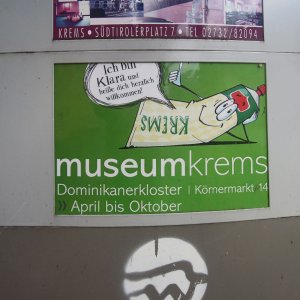 KREMS • SÜDTIROLERPLATZ 7 • TEL 02732/82094
Ich bin
Klara und
heiße dich herzlich
willkommen!
KREMS
museumkrems
Dominikanerkloster | Körnermarkt 14
» April bis Oktober